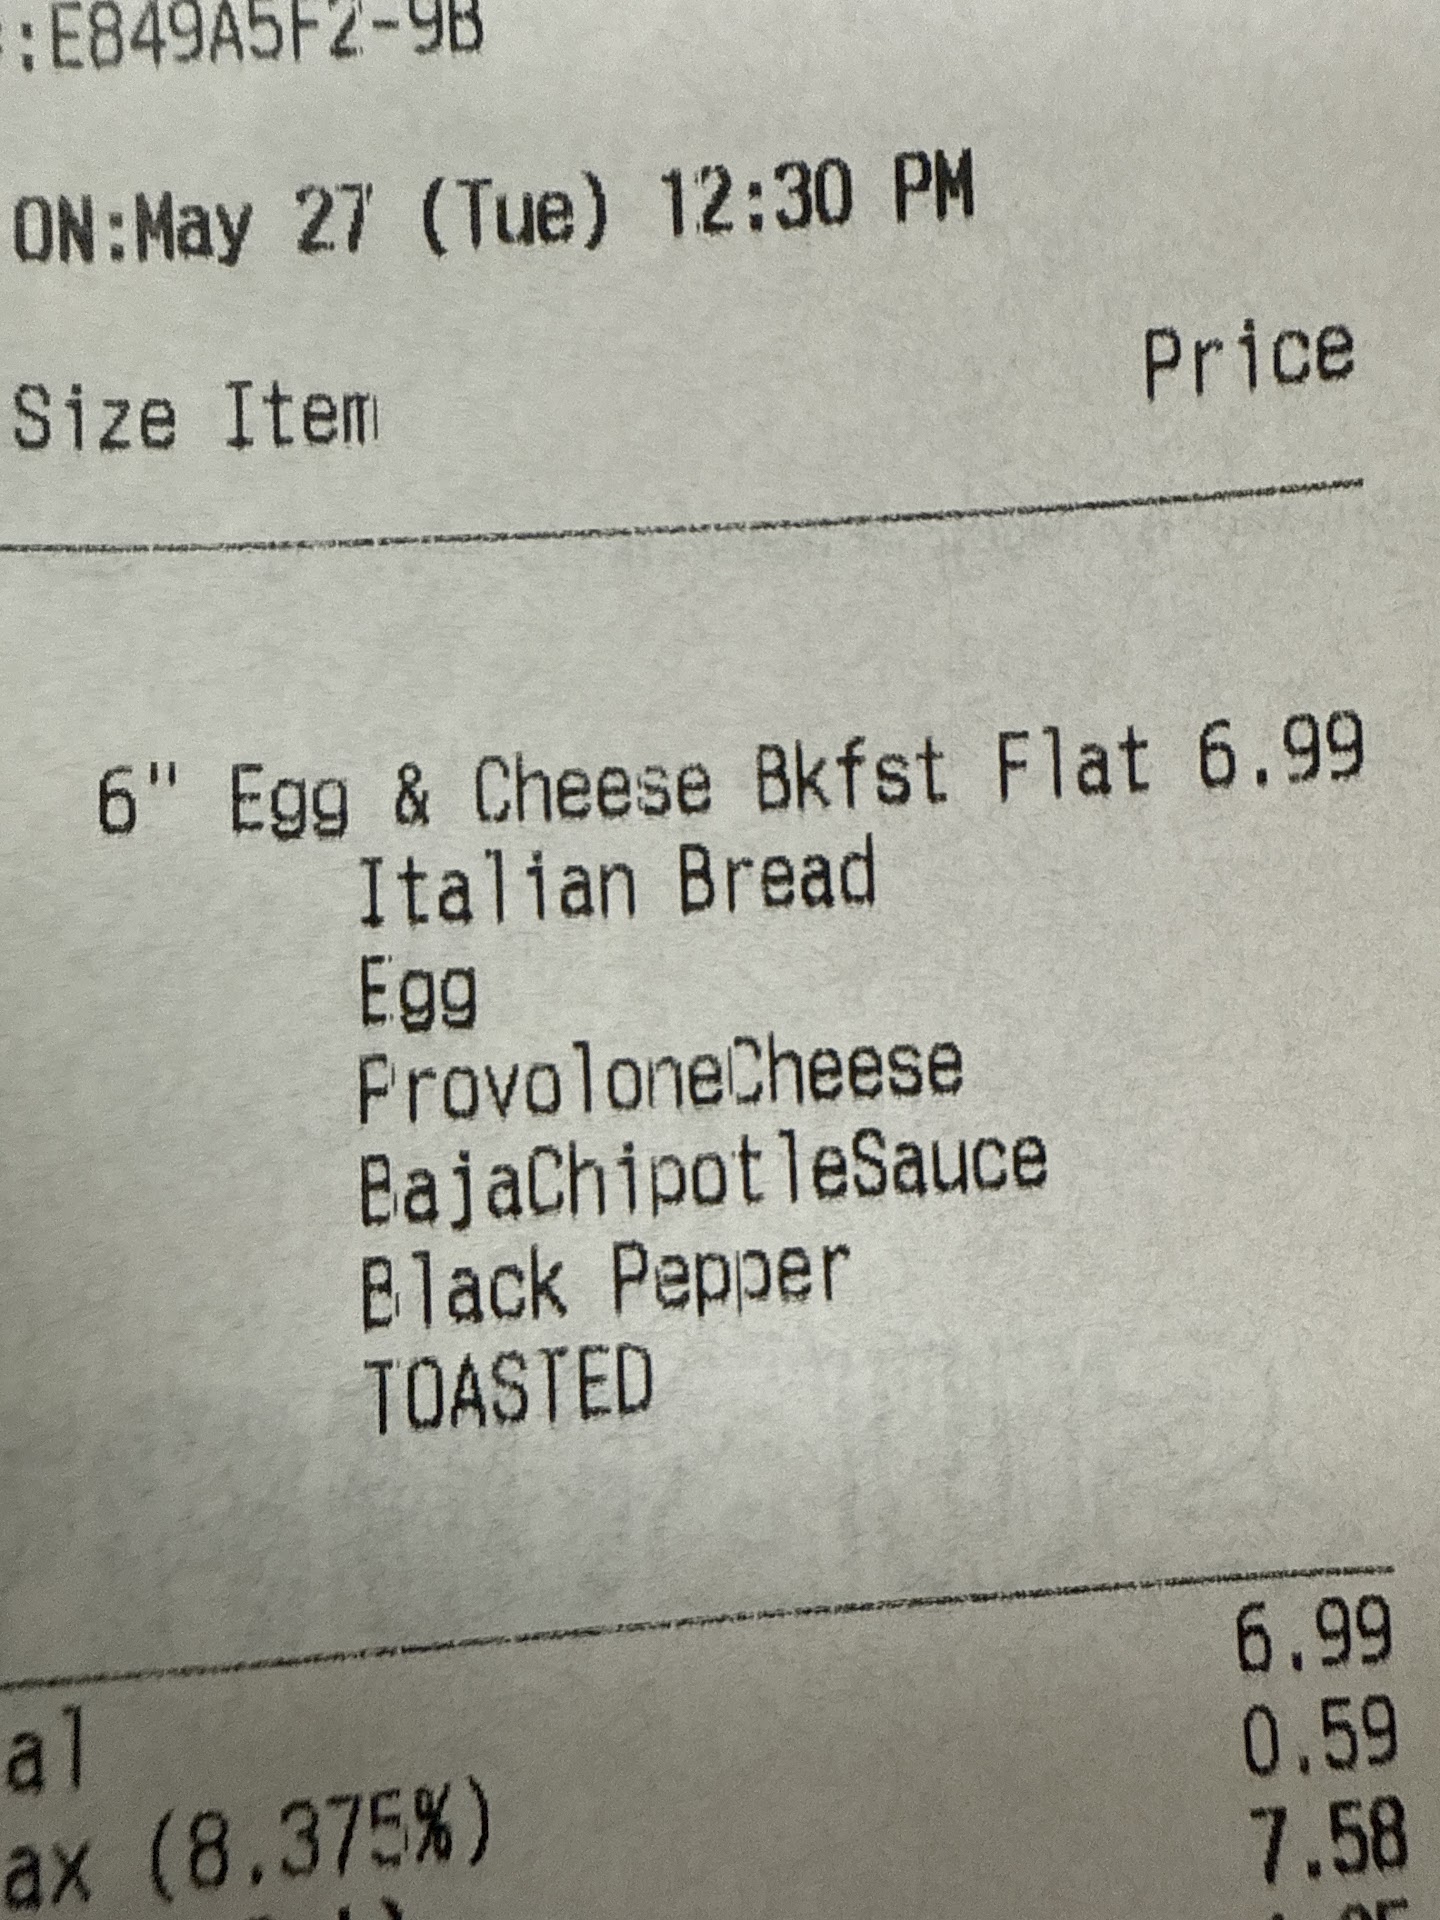 :E849A5F2-9B
ON:May 27 (Tue) 12:30 PM
Size Item Price
6" Egg & Cheese Bkfst Flat 6.99
Italian Bread
Egg
ProvoloneCheese
BajaChipotleSauce
Black Pepper
TOASTED
al 6.99
ax (8.375%) 0.59
7.58